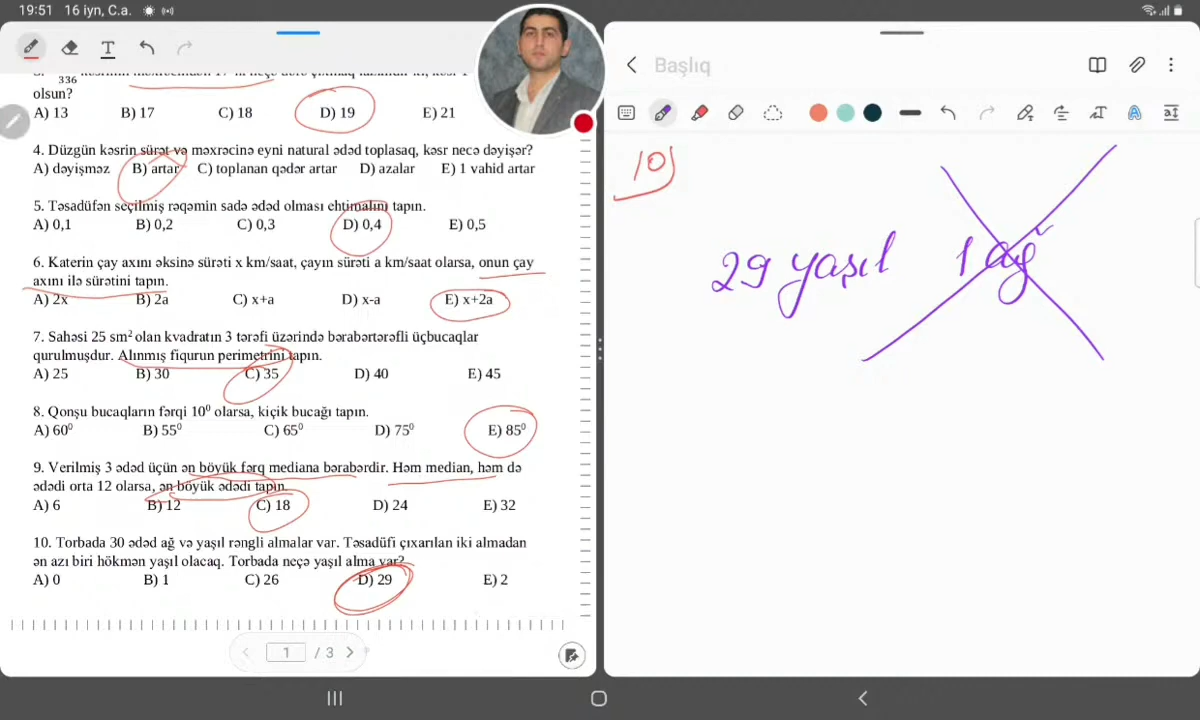 19:51 16 iyn, C.a.
336
olsun?
A) 13 B) 17 C) 18 D) 19 E) 21
4. Düzgün kəsrin sürət və məxrəcinə eyni natural ədəd toplasaq, kəsr necə dəyişər?
A) dəyişməz B) artar C) toplanan qədər artar D) azalar E) 1 vahid artar
5. Təsadüfən seçilmiş rəqəmin sadə ədəd olması ehtimalını tapın.
A) 0,1 B) 0,2 C) 0,3 D) 0,4 E) 0,5
6. Katerin çay axını əksinə sürəti x km/saat, çayın sürəti a km/saat olarsa, onun çay
axını ilə sürətini tapın.
A) 2x B) 2a C) x+a D) x-a E) x+2a
7. Sahəsi 25 sm² olan kvadratın 3 tərəfi üzərində bərabərtərəfli üçbucaqlar
qurulmuşdur. Alınmış fiqurun perimetrini tapın.
A) 25 B) 30 C) 35 D) 40 E) 45
8. Qonşu bucaqların fərqi 10⁰ olarsa, kiçik bucağı tapın.
A) 60⁰ B) 55⁰ C) 65⁰ D) 75⁰ E) 85⁰
9. Verilmiş 3 ədəd üçün ən böyük fərq mediana bərabərdir. Həm median, həm də
ədədi orta 12 olarsa, ən böyük ədədi tapın.
A) 6 B) 12 C) 18 D) 24 E) 32
10. Torbada 30 ədəd ağ və yaşıl rəngli almalar var. Təsadüfi çıxarılan iki almadan
ən azı biri hökmən yaşıl olacaq. Torbada neçə yaşıl alma var?
A) 0 B) 1 C) 26 D) 29 E) 2
1 / 3
Başlıq
10)
29 yaşıl 1 ağ